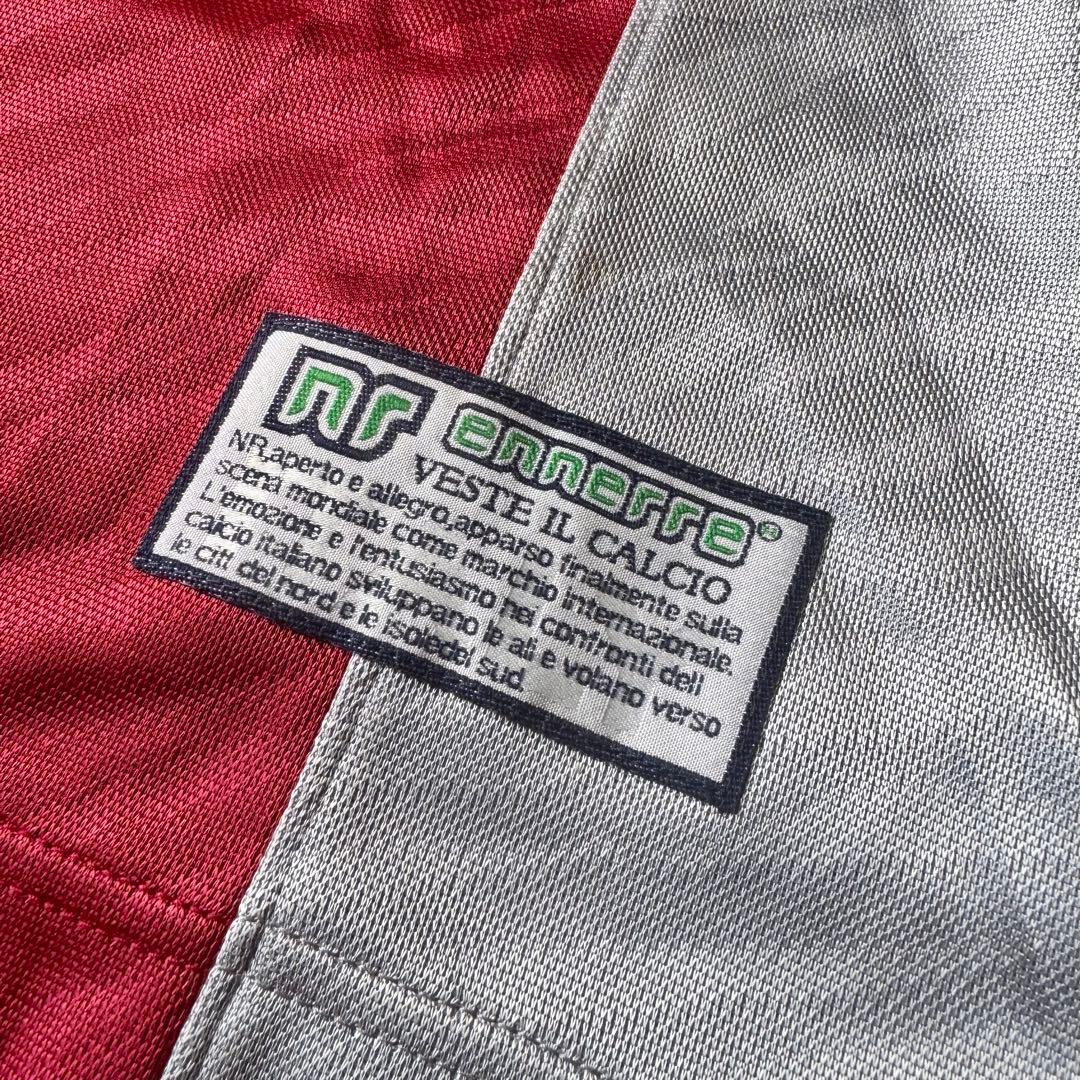 nr ennerre®
VESTE IL CALCIO
NR,aperto e allegro,apparso finalmente sulla
scena mondiale come marchio internazionale.
L'emozione e l'entusiasmo nei confronti dell
calcio italiano sviluppano le ali e volano verso
le citt del nord e le isoledel sud.